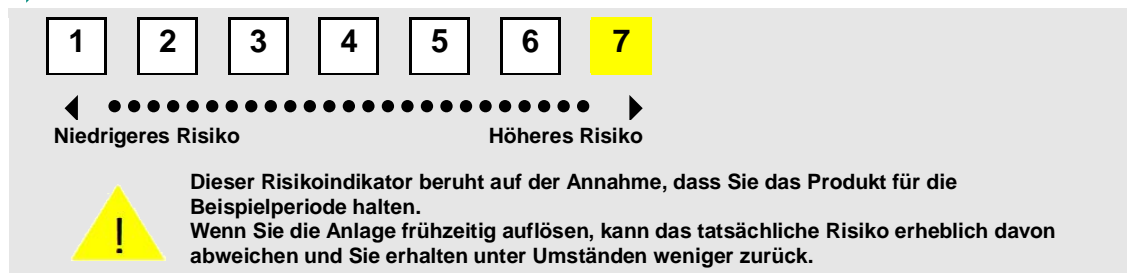 1 2 3 4 5 6 7
Niedrigeres Risiko Höheres Risiko
!
Dieser Risikoindikator beruht auf der Annahme, dass Sie das Produkt für die
Beispielperiode halten.
Wenn Sie die Anlage frühzeitig auflösen, kann das tatsächliche Risiko erheblich davon
abweichen und Sie erhalten unter Umständen weniger zurück.